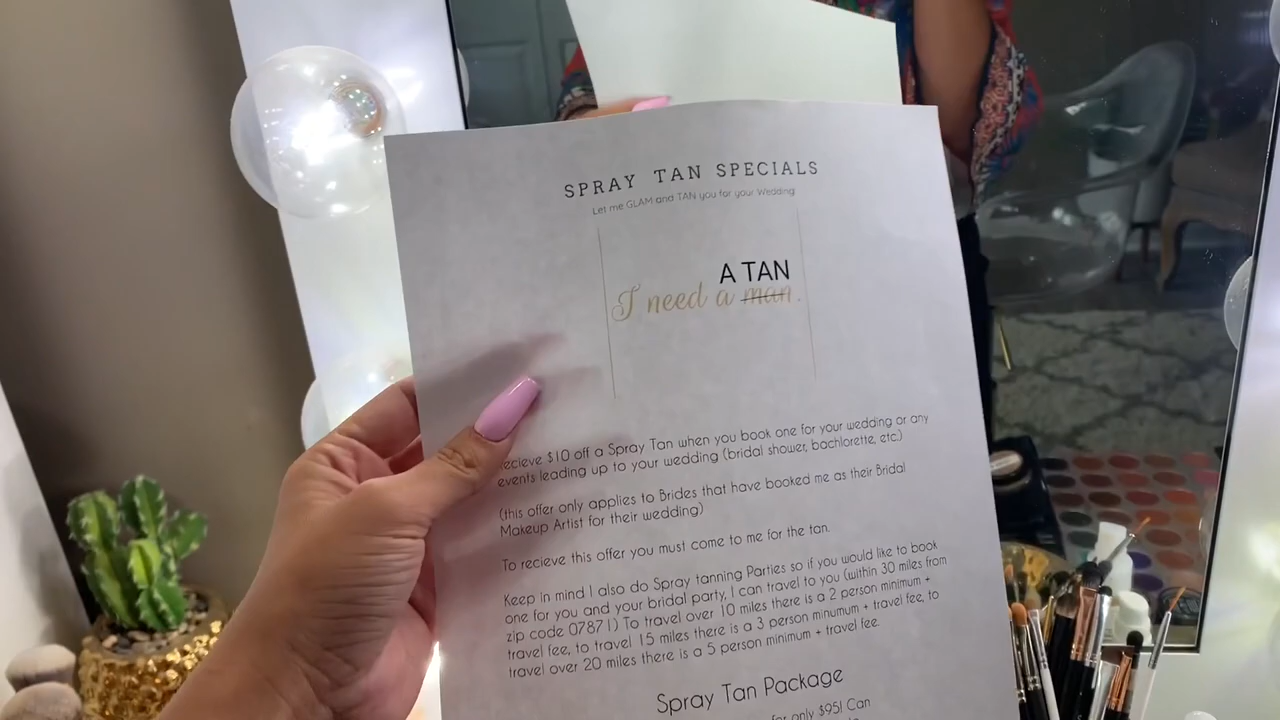 SPRAY TAN SPECIALS
Let me GLAM and TAN you for your Wedding
A TAN
I need a man.
ecieve $10 off a Spray Tan when you book one for your wedding or any
events leading up to your wedding (bridal shower, bachlorette, etc.)
(this offer only applies to Brides that have booked me as their Bridal
Makeup Artist for their wedding)
To recieve this offer you must come to me for the tan.
Keep in mind I also do Spray tanning Parties so if you would like to book
one for you and your bridal party, I can travel to you (within 30 miles from
zip code 07871) To travel over 10 miles there is a 2 person minimum +
travel fee, to travel 15 miles there is a 3 person minumum + travel fee, to
travel over 20 miles there is a 5 person minimum + travel fee.
Spray Tan Package
for only $95! Can